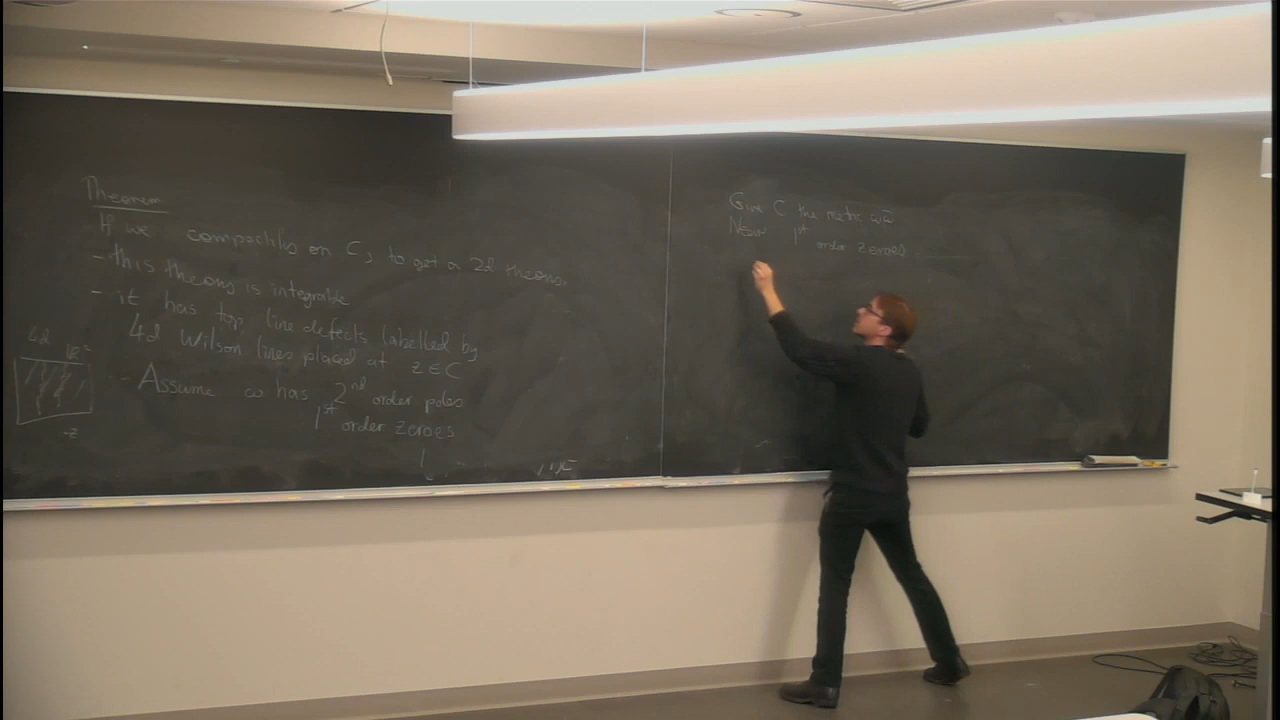 Theorem
If we compactify on C, to get a 2d theory,
- this theory is integrable
- it has top line defects labelled by
4d Wilson lines placed at z ∈ C
- Assume ω has 2nd order poles
1st order zeroes
4d
IR²
z
Give C the metric ωω̄
Near 1st order zeroes